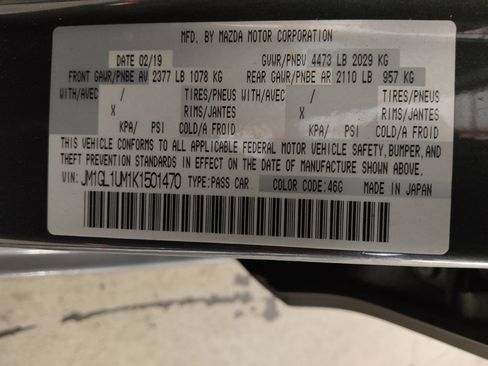 MFD. BY MAZDA MOTOR CORPORATION
DATE 02/19 GVWR/PNBV 4473 LB 2029 KG
FRONT GAWR/PNBE AV 2377 LB 1078 KG REAR GAWR/PNBE AR 2110 LB 957 KG
WITH/AVEC / TIRES/PNEUS WITH/AVEC / TIRES/PNEUS
X RIMS/JANTES X RIMS/JANTES
KPA/ PSI COLD/A FROID KPA/ PSI COLD/A FROID
THIS VEHICLE CONFORMS TO ALL APPLICABLE FEDERAL MOTOR VEHICLE SAFETY, BUMPER, AND
THEFT PREVENTION STANDARDS IN EFFECT ON THE DATE OF MANUFACTURE SHOWN ABOVE.
VIN: JM1GL1UM1K1501470 TYPE:PASS CAR COLOR CODE:46G MADE IN JAPAN